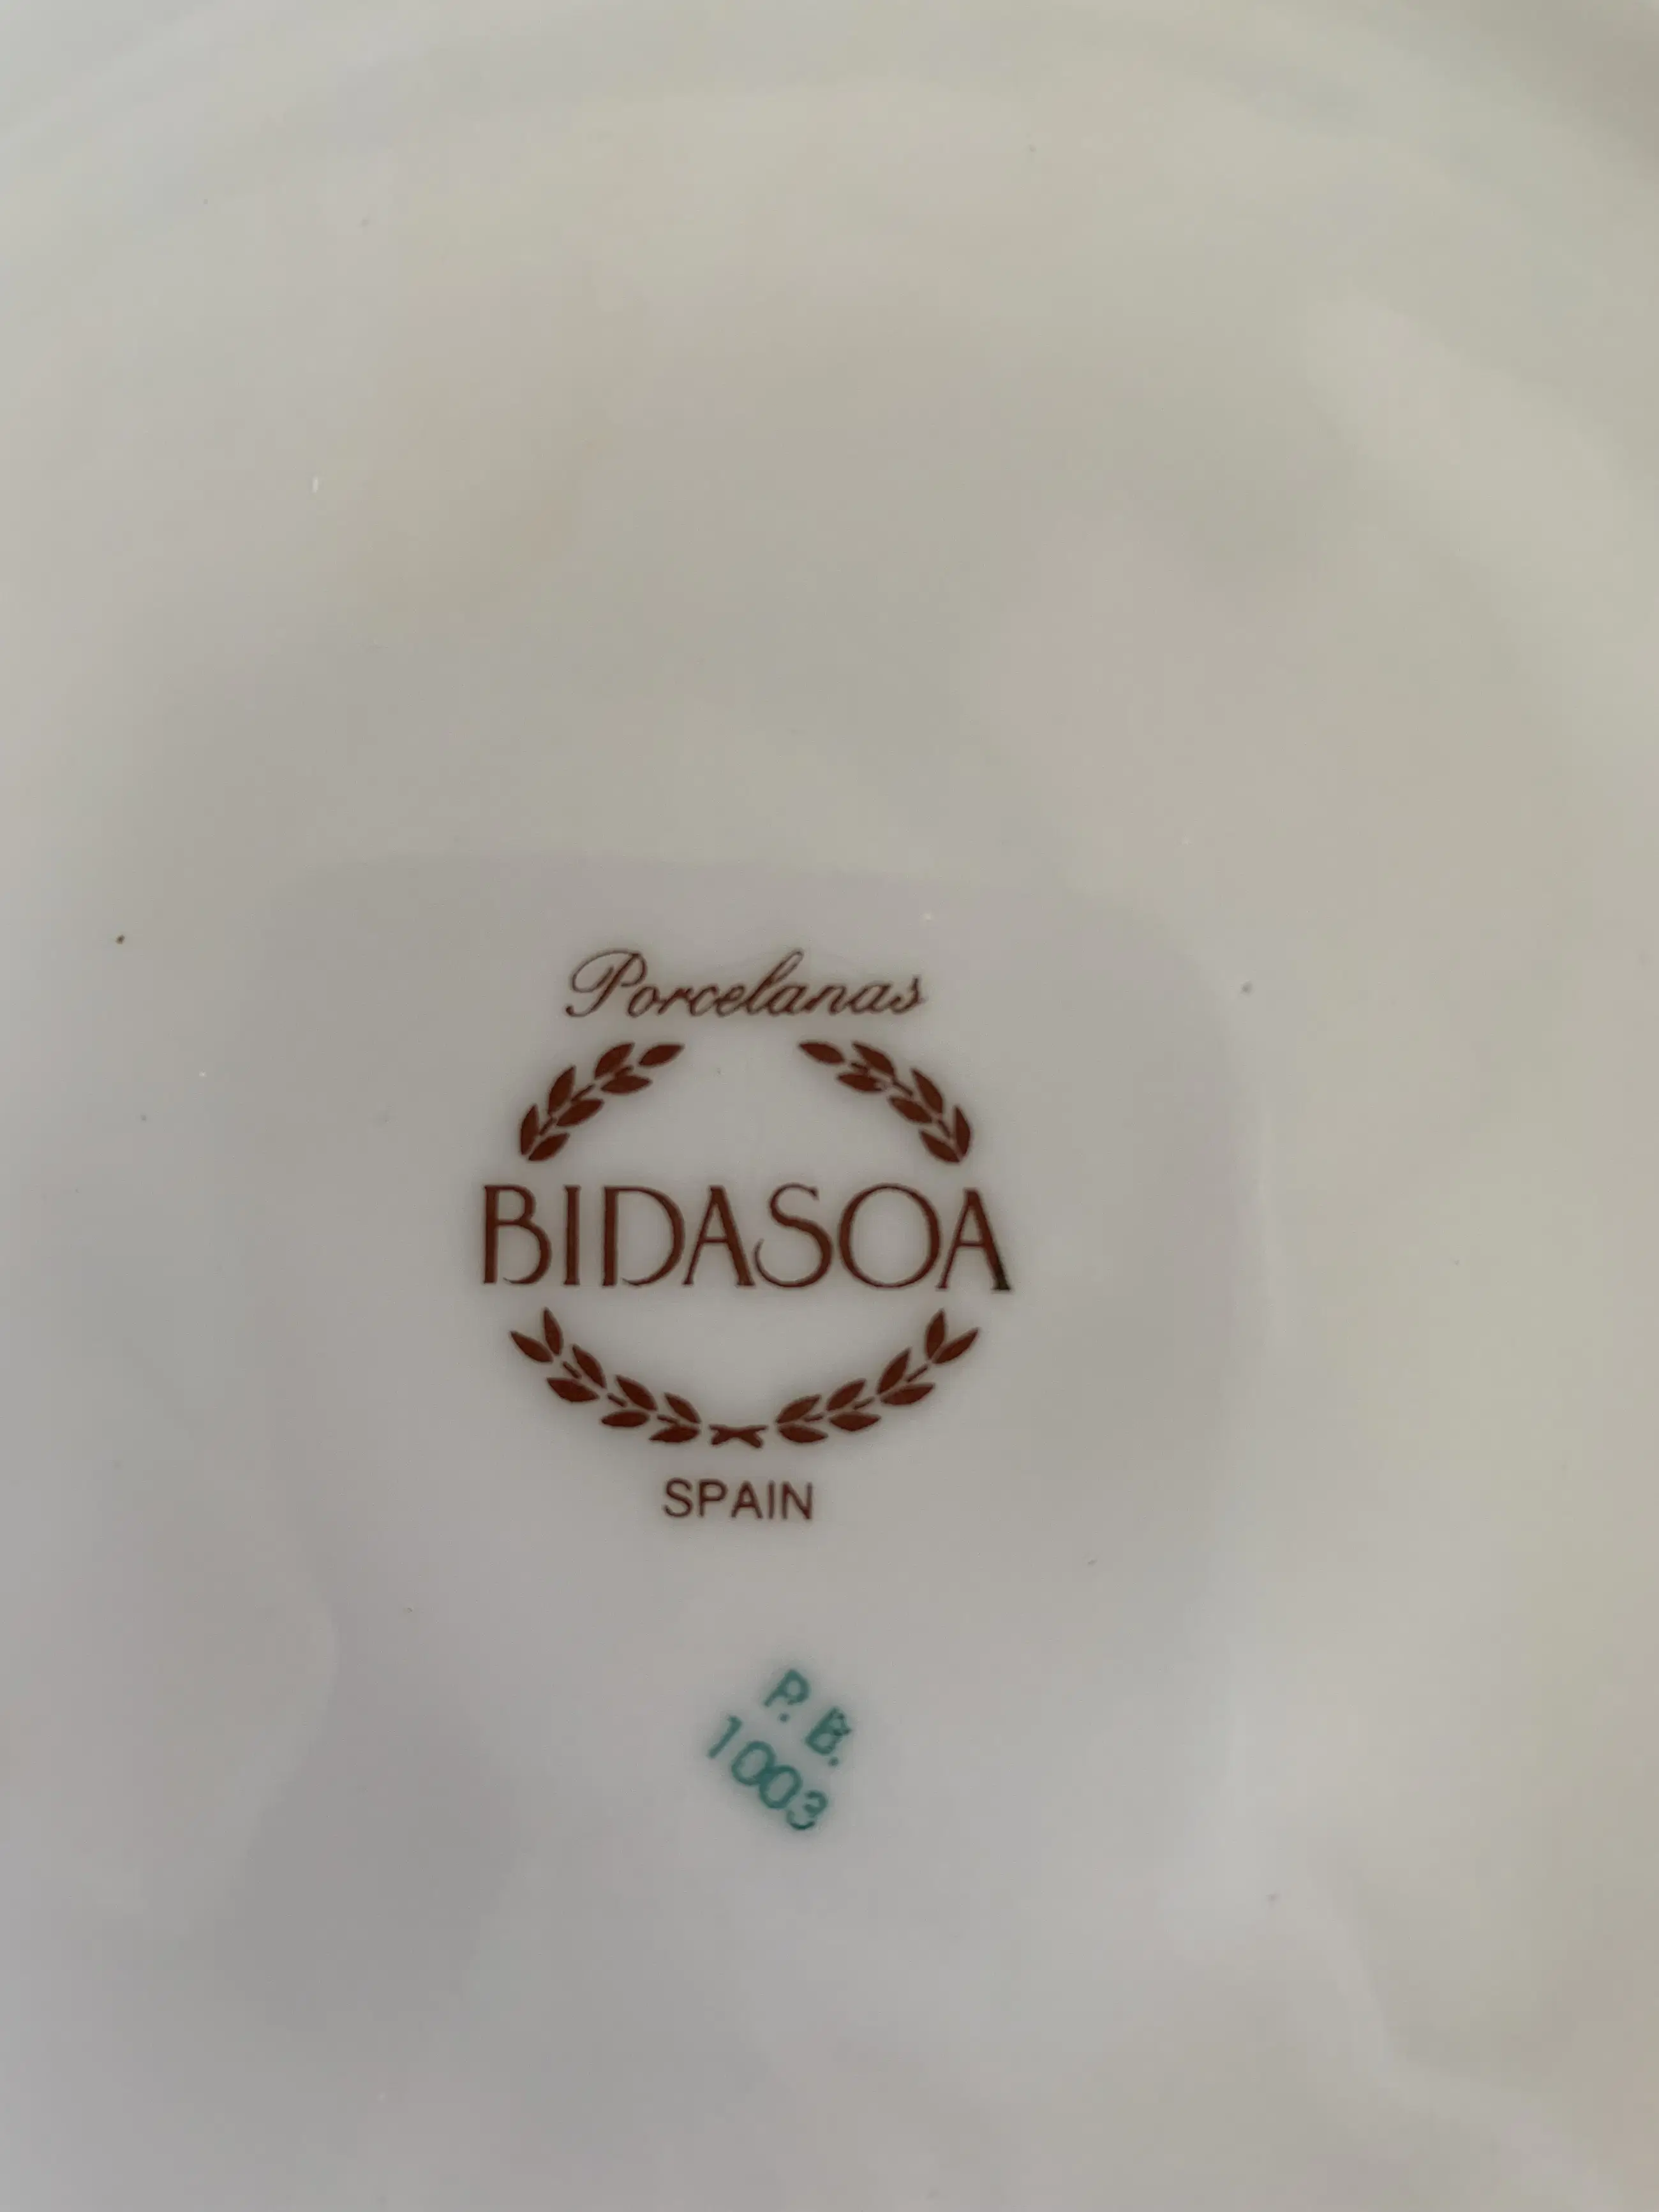 Porcelanas
BIDASOA
SPAIN
P. B.
1003